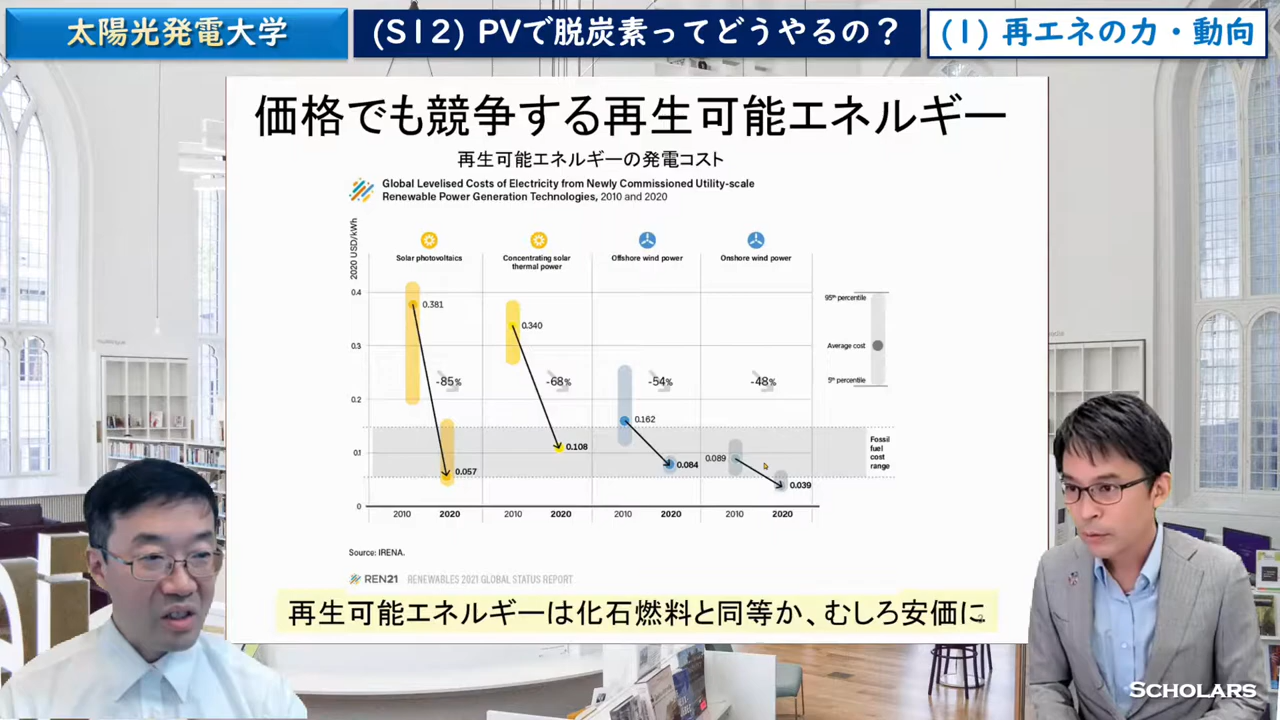 太陽光発電大学
(S12) PVで脱炭素ってどうやるの？
(1) 再エネの力・動向
価格でも競争する再生可能エネルギー
再生可能エネルギーの発電コスト
Global Levelised Costs of Electricity from Newly Commissioned Utility-scale
Renewable Power Generation Technologies, 2010 and 2020
2020 USD/kWh
Solar photovoltaics
Concentrating solar
thermal power
Offshore wind power
Onshore wind power
0.4
0.3
0.2
0.1
0
0.381
-85%
0.057
0.340
-68%
0.108
0.162
-54%
0.084
0.089
-48%
0.039
95th percentile
Average cost
5th percentile
Fossil
fuel
cost
range
2010
2020
2010
2020
2010
2020
2010
2020
Source: IRENA.
REN21 RENEWABLES 2021 GLOBAL STATUS REPORT
再生可能エネルギーは化石燃料と同等か、むしろ安価に
SCHOLARS